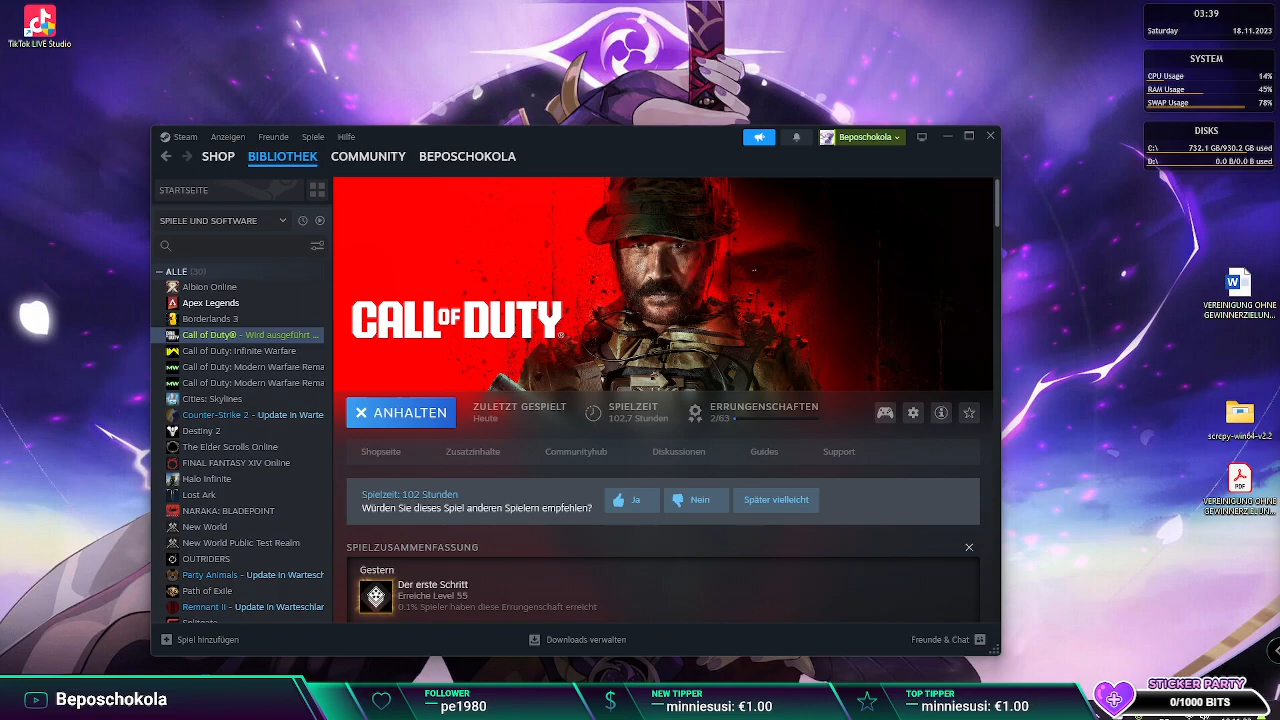 TikTok LIVE Studio
03:39
Saturday 18.11.2023
SYSTEM
CPU Usage 14%
RAM Usage 45%
SWAP Usage 78%
DISKS
C:\ 732.1 GB/930.2 GB used
D:\ 0.0 B/0.0 B used
Steam Anzeigen Freunde Spiele Hilfe
Beposchokola
SHOP BIBLIOTHEK COMMUNITY BEPOSCHOKOLA
STARTSEITE
SPIELE UND SOFTWARE
ALLE (30)
Albion Online
Apex Legends
Borderlands 3
Call of Duty® - Wird ausgeführt ...
Call of Duty: Infinite Warfare
Call of Duty: Modern Warfare Rema
Call of Duty: Modern Warfare Rema
Cities: Skylines
Counter-Strike 2 - Update in Warte
Destiny 2
The Elder Scrolls Online
FINAL FANTASY XIV Online
Halo Infinite
Lost Ark
NARAKA: BLADEPOINT
New World
New World Public Test Realm
OUTRIDERS
Party Animals - Update in Wartesch
Path of Exile
Remnant II - Update in Warteschlar
Splitgate
CALL OF DUTY®
ANHALTEN
ZULETZT GESPIELT
Heute
SPIELZEIT
102,7 Stunden
ERRUNGENSCHAFTEN
2/63
Shopseite Zusatzinhalte Communityhub Diskussionen Guides Support
Spielzeit: 102 Stunden
Würden Sie dieses Spiel anderen Spielern empfehlen?
Ja Nein Später vielleicht
SPIELZUSAMMENFASSUNG
Gestern
Der erste Schritt
Erreiche Level 55
0.1% Spieler haben diese Errungenschaft erreicht
Spiel hinzufügen Downloads verwalten Freunde & Chat
VEREINIGUNG OHNE
GEWINNERZIELUN...
scrcpy-win64-v2.2
PDF
VEREINIGUNG OHNE
GEWINNERZIELUN...
Beposchokola
FOLLOWER
pe1980
NEW TIPPER
minniesusi: €1.00
TOP TIPPER
minniesusi: €1.00
STICKER PARTY
0/1000 BITS